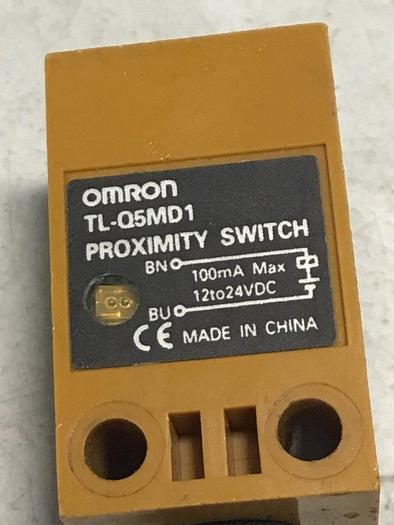 OMRON
TL-Q5MD1
PROXIMITY SWITCH
BN 100mA Max
12to24VDC
BU
CE MADE IN CHINA